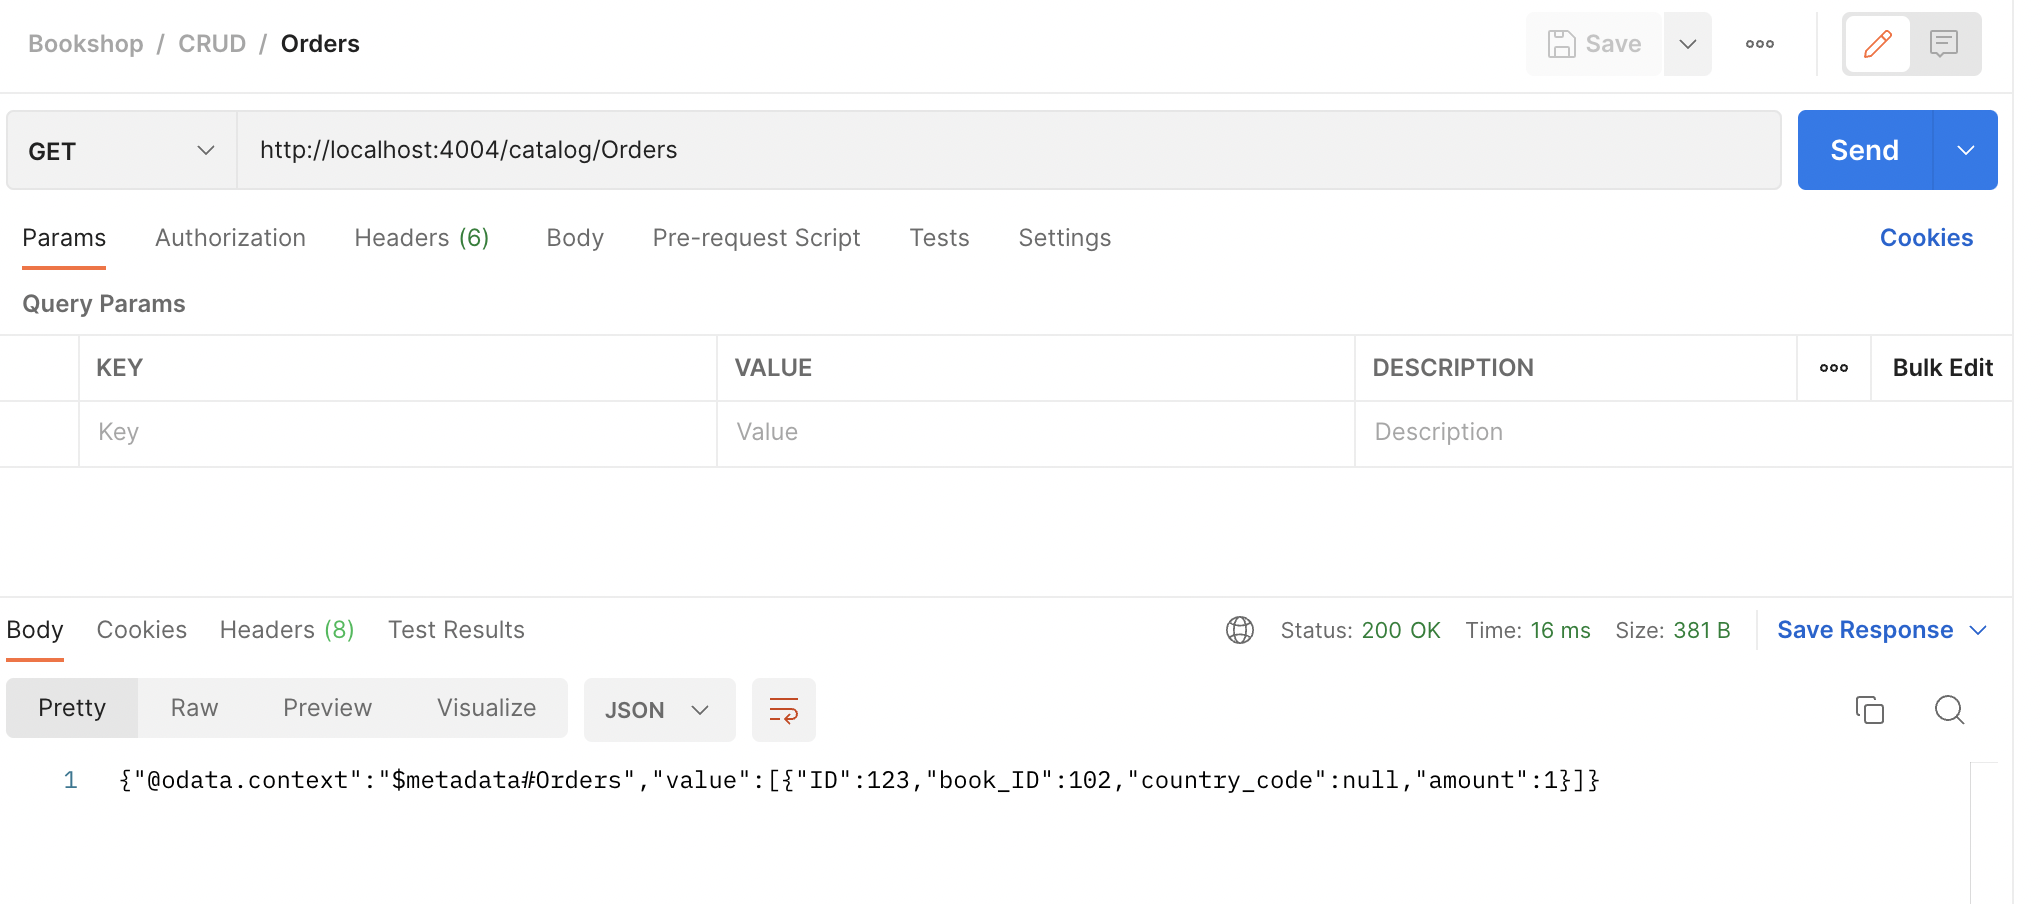 Bookshop / CRUD / Orders
Save
GET
http://localhost:4004/catalog/Orders
Send
Params Authorization Headers (6) Body Pre-request Script Tests Settings Cookies
Query Params
KEY VALUE DESCRIPTION Bulk Edit
Key Value Description
Body Cookies Headers (8) Test Results Status: 200 OK Time: 16 ms Size: 381 B Save Response
Pretty Raw Preview Visualize JSON
1 {"@odata.context":"$metadata#Orders","value":[{"ID":123,"book_ID":102,"country_code":null,"amount":1}]}